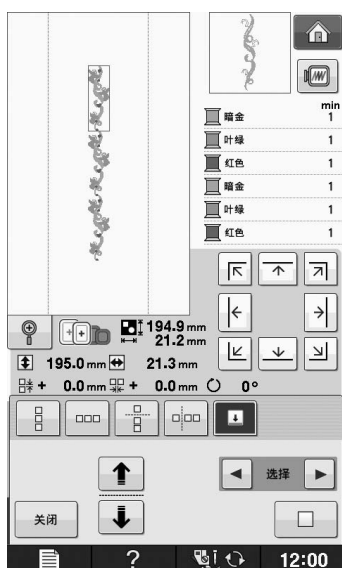 min
暗金 1
叶绿 1
红色 1
暗金 1
叶绿 1
红色 1
194.9 mm
21.2 mm
195.0 mm 21.3 mm
+ 0.0 mm + 0.0 mm 0°
选择
关闭
? 12:00